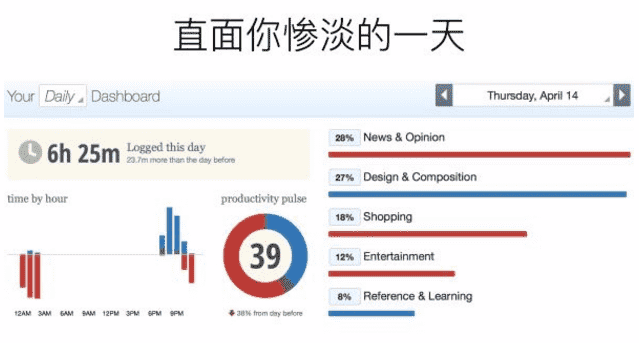 直面你惨淡的一天
Your Daily Dashboard
Thursday, April 14
6h 25m Logged this day
23.7m more than the day before
time by hour
12AM 3AM 6AM 9AM 12PM 3PM 6PM 9PM
productivity pulse
39
38% from day before
28% News & Opinion
27% Design & Composition
18% Shopping
12% Entertainment
8% Reference & Learning